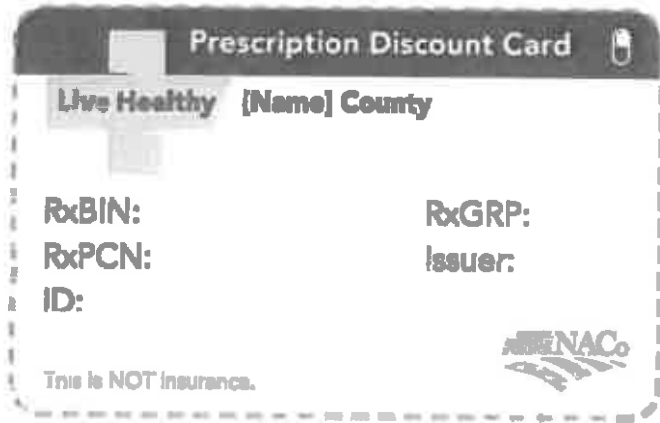 Prescription Discount Card
Live Healthy [Name] County
RxBIN:
RxGRP:
RxPCN:
Issuer:
ID:
NACo
This is NOT insurance.